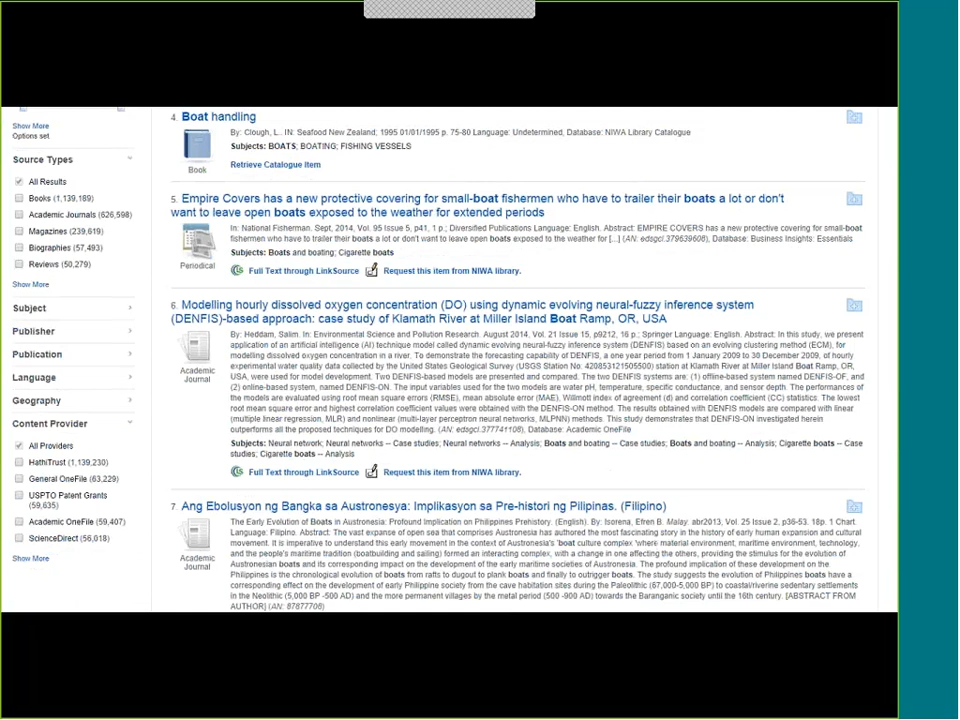 Show More
Options set
Source Types
All Results
Books (1,139,189)
Academic Journals (626,598)
Magazines (239,619)
Biographies (57,493)
Reviews (50,279)
Show More
Subject
Publisher
Publication
Language
Geography
Content Provider
All Providers
HathiTrust (1,139,230)
General OneFile (63,229)
USPTO Patent Grants
(59,635)
Academic OneFile (59,407)
ScienceDirect (56,018)
Show More
4. Boat handling
Book
By: Clough, L.. IN: Seafood New Zealand, 1995 01/01/1995 p. 75-80 Language: Undetermined, Database: NIWA Library Catalogue
Subjects: BOATS; BOATING; FISHING VESSELS
Retrieve Catalogue Item
5. Empire Covers has a new protective covering for small-boat fishermen who have to trailer their boats a lot or don't
want to leave open boats exposed to the weather for extended periods
Periodical
In: National Fisherman. Sept, 2014, Vol. 95 Issue 5, p41, 1 p.; Diversified Publications Language: English. Abstract: EMPIRE COVERS has a new protective covering for small-boat
fishermen who have to trailer their boats a lot or don't want to leave open boats exposed to the weather for [...] (AN: edsgcl.379639608), Database: Business Insights: Essentials
Subjects: Boats and boating; Cigarette boats
Full Text through LinkSource Request this item from NIWA library.
6. Modelling hourly dissolved oxygen concentration (DO) using dynamic evolving neural-fuzzy inference system
(DENFIS)-based approach: case study of Klamath River at Miller Island Boat Ramp, OR, USA
Academic
Journal
By: Heddam, Salim. In: Environmental Science and Pollution Research. August 2014, Vol. 21 Issue 15, p9212, 16 p.; Springer Language: English. Abstract: In this study, we present
application of an artificial intelligence (AI) technique model called dynamic evolving neural-fuzzy inference system (DENFIS) based on an evolving clustering method (ECM), for
modelling dissolved oxygen concentration in a river. To demonstrate the forecasting capability of DENFIS, a one year period from 1 January 2009 to 30 December 2009, of hourly
experimental water quality data collected by the United States Geological Survey (USGS Station No: 420853121505500) station at Klamath River at Miller Island Boat Ramp, OR,
USA, were used for model development. Two DENFIS-based models are presented and compared. The two DENFIS systems are: (1) offline-based system named DENFIS-OF, and
(2) online-based system, named DENFIS-ON. The input variables used for the two models are water pH, temperature, specific conductance, and sensor depth. The performances of
the models are evaluated using root mean square errors (RMSE), mean absolute error (MAE), Willmott index of agreement (d) and correlation coefficient (CC) statistics. The lowest
root mean square error and highest correlation coefficient values were obtained with the DENFIS-ON method. The results obtained with DENFIS models are compared with linear
(multiple linear regression, MLR) and nonlinear (multi-layer perceptron neural networks, MLPNN) methods. This study demonstrates that DENFIS-ON investigated herein
outperforms all the proposed techniques for DO modelling. (AN: edsgcl.377741108), Database: Academic OneFile
Subjects: Neural network; Neural networks -- Case studies; Neural networks -- Analysis; Boats and boating -- Case studies; Boats and boating -- Analysis; Cigarette boats -- Case
studies; Cigarette boats -- Analysis
Full Text through LinkSource Request this item from NIWA library.
7. Ang Ebolusyon ng Bangka sa Austronesya: Implikasyon sa Pre-histori ng Pilipinas. (Filipino)
Academic
Journal
The Early Evolution of Boats in Austronesia: Profound Implication on Philippines Prehistory. (English). By: Isorena, Efren B. Malay. abr2013, Vol. 25 Issue 2, p36-53. 18p. 1 Chart.
Language: Filipino. Abstract: The vast expanse of open sea that comprises Austronesia has authored the most fascinating story in the history of early human expansion and cultural
movement. It is imperative to understand this early movement in the context of Austronesia's 'boat culture complex 'where material environment, maritime environment, technology,
and the people's maritime tradition (boatbuilding and sailing) formed an interacting complex, with a change in one affecting the others, providing the stimulus for the evolution of
Austronesian boats and its corresponding impact on the development of the early maritime societies of Austronesia. The profound implication of these development on the
Philippines is the chronological evolution of boats from rafts to dugout to plank boats and finally to outrigger boats. The study suggests the evolution of Philippines boats have a
corresponding effect on the development of early Philippine society from the cave habitation sites during the Paleolithic (67,000-5,000 BP) to coastal/riverine sedentary settlements
in the Neolithic (5,000 BP -500 AD) and the more permanent villages by the metal period (500 -900 AD) towards the Baranganic society until the 16th century. [ABSTRACT FROM
AUTHOR] (AN: 87877706)